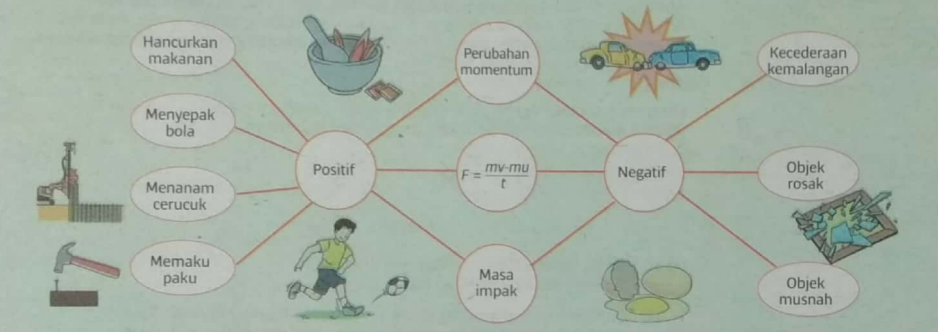 Hancurkan
makanan
Menyepak
bola
Menanam
cerucuk
Memaku
paku
Positif
Perubahan
momentum
F = mv-mu/t
Masa
impak
Negatif
Kecederaan
kemalangan
Objek
rosak
Objek
musnah